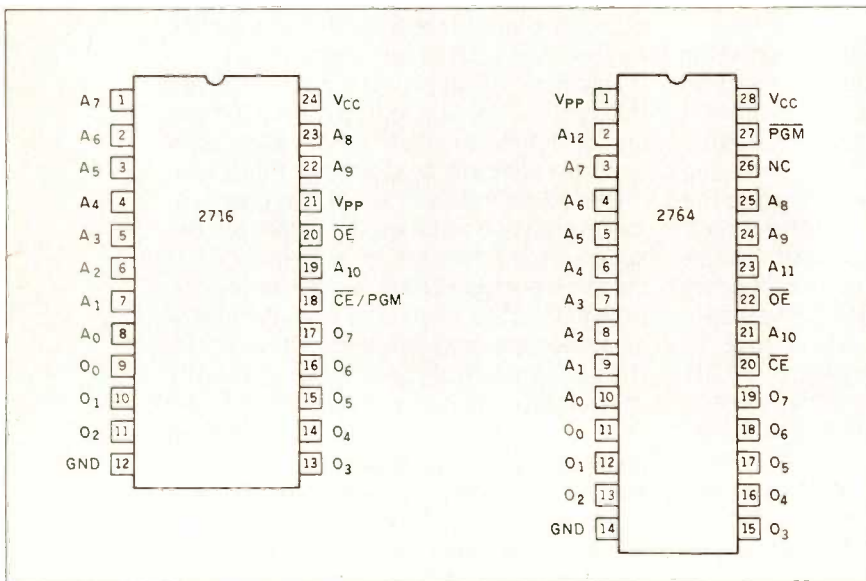 A7 1 24 VCC
A6 2 23 A8
A5 3 22 A9
A4 4 21 VPP
A3 5 20 OE
A2 6 19 A10
A1 7 18 CE/PGM
A0 8 17 O7
O0 9 16 O6
O1 10 15 O5
O2 11 14 O4
GND 12 13 O3
2716
VPP 1 28 VCC
A12 2 27 PGM
A7 3 26 NC
A6 4 25 A8
A5 5 24 A9
A4 6 23 A11
A3 7 22 OE
A2 8 21 A10
A1 9 20 CE
A0 10 19 O7
O0 11 18 O6
O1 12 17 O5
O2 13 16 O4
GND 14 15 O3
2764